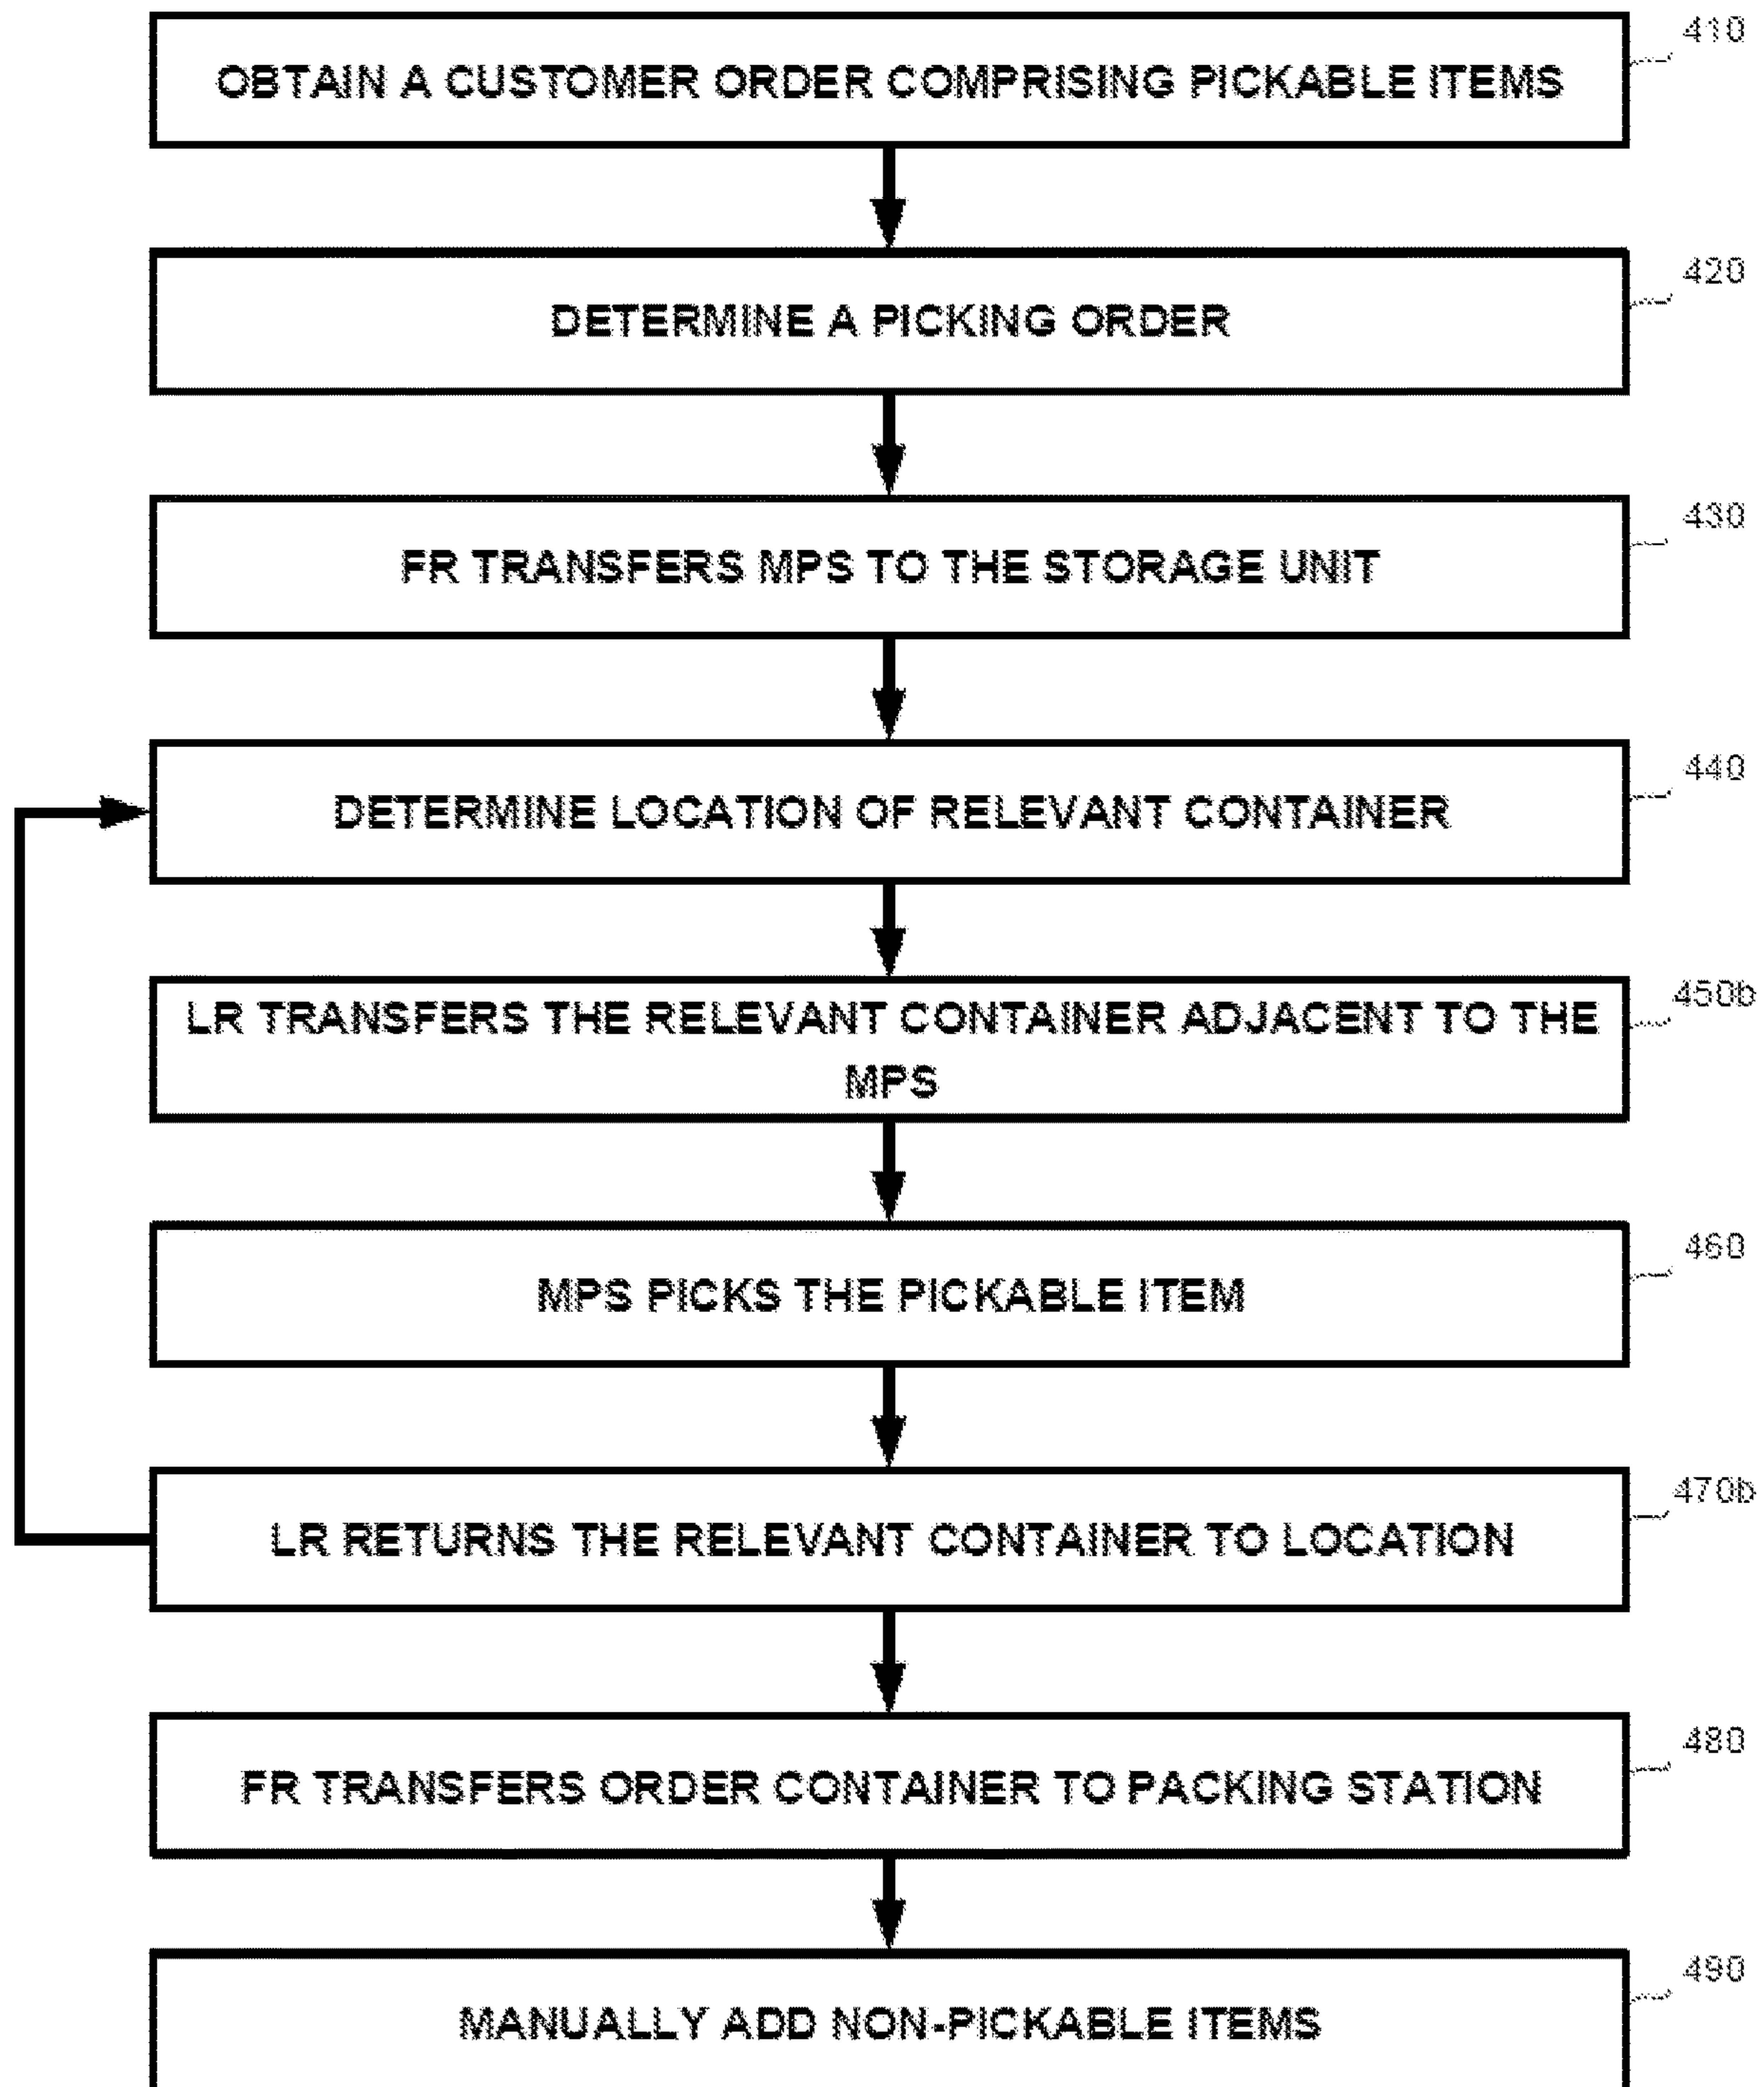 410
OBTAIN A CUSTOMER ORDER COMPRISING PICKABLE ITEMS
420
DETERMINE A PICKING ORDER
430
FR TRANSFERS MPS TO THE STORAGE UNIT
440
DETERMINE LOCATION OF RELEVANT CONTAINER
450b
LR TRANSFERS THE RELEVANT CONTAINER ADJACENT TO THE
MPS
460
MPS PICKS THE PICKABLE ITEM
470b
LR RETURNS THE RELEVANT CONTAINER TO LOCATION
480
FR TRANSFERS ORDER CONTAINER TO PACKING STATION
490
MANUALLY ADD NON-PICKABLE ITEMS